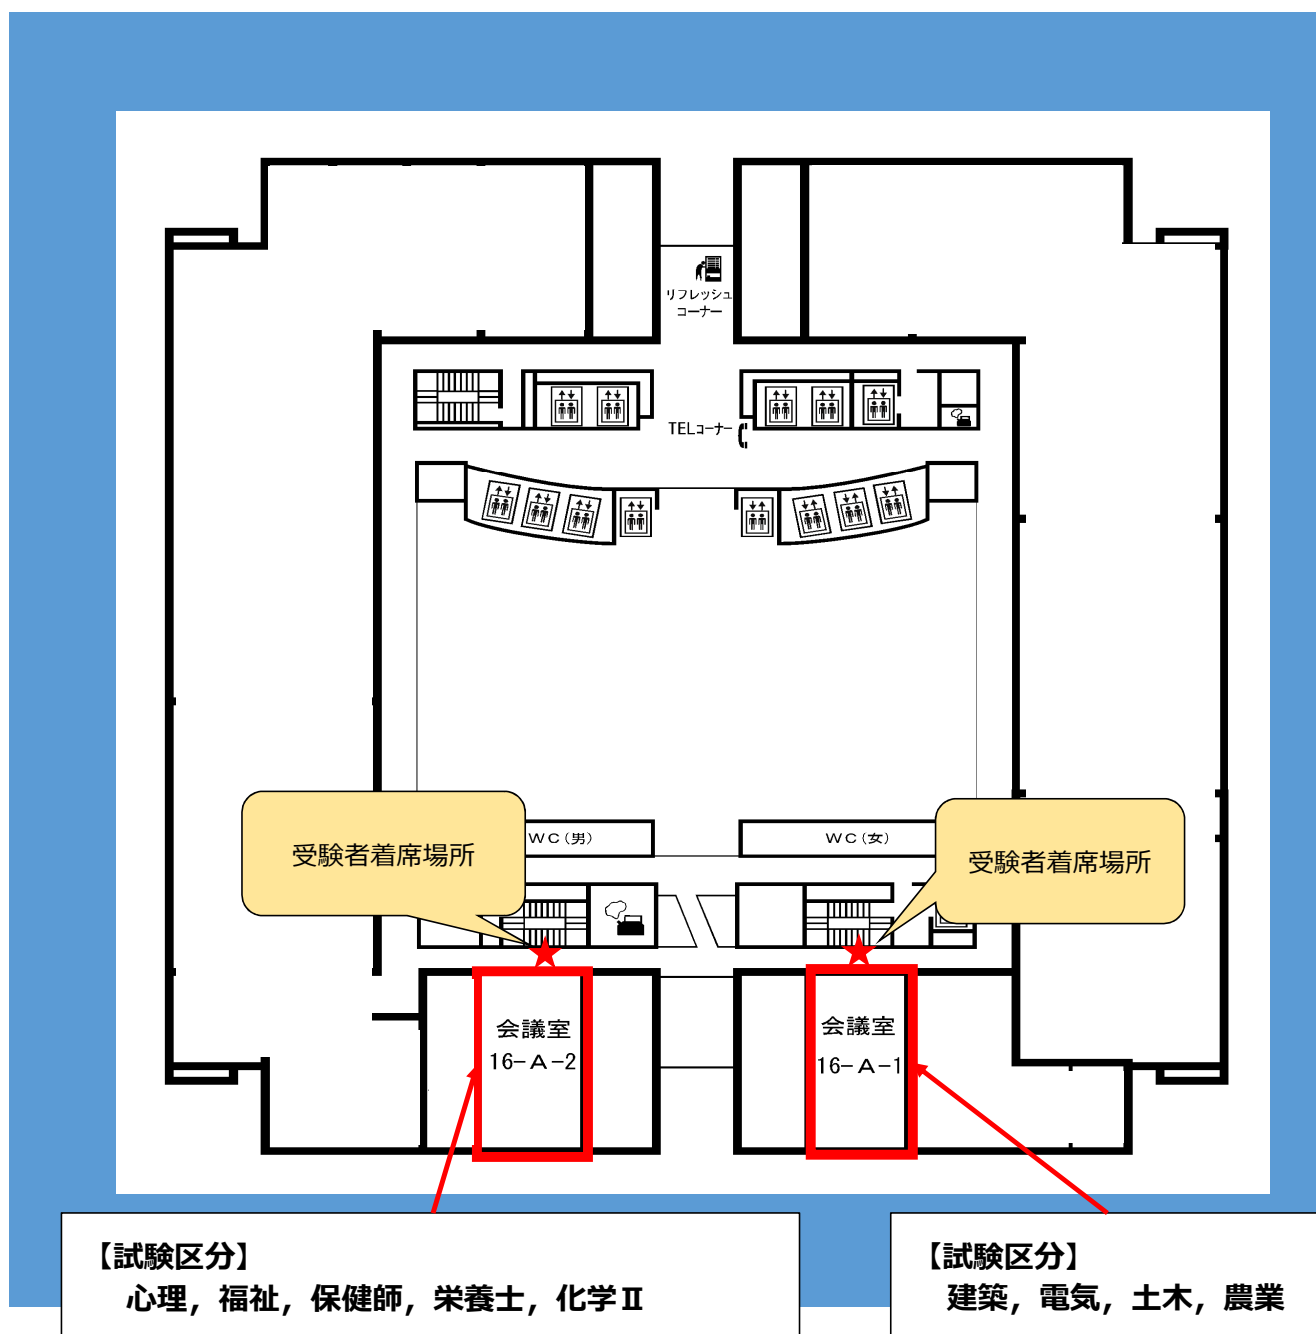 リフレッシュ
コーナー
TELコーナー
WC(男)
WC(女)
受験者着席場所
受験者着席場所
会議室
16-A-2
会議室
16-A-1
【試験区分】
心理,福祉,保健師,栄養士,化学Ⅱ
【試験区分】
建築,電気,土木,農業